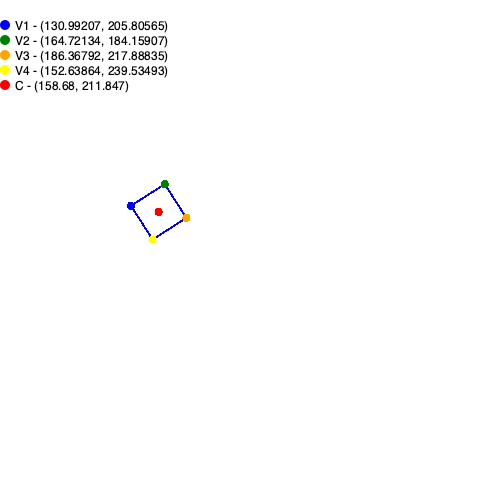 V1 - (130.99207, 205.80565)
V2 - (164.72134, 184.15907)
V3 - (186.36792, 217.88835)
V4 - (152.63864, 239.53493)
C - (158.68, 211.847)